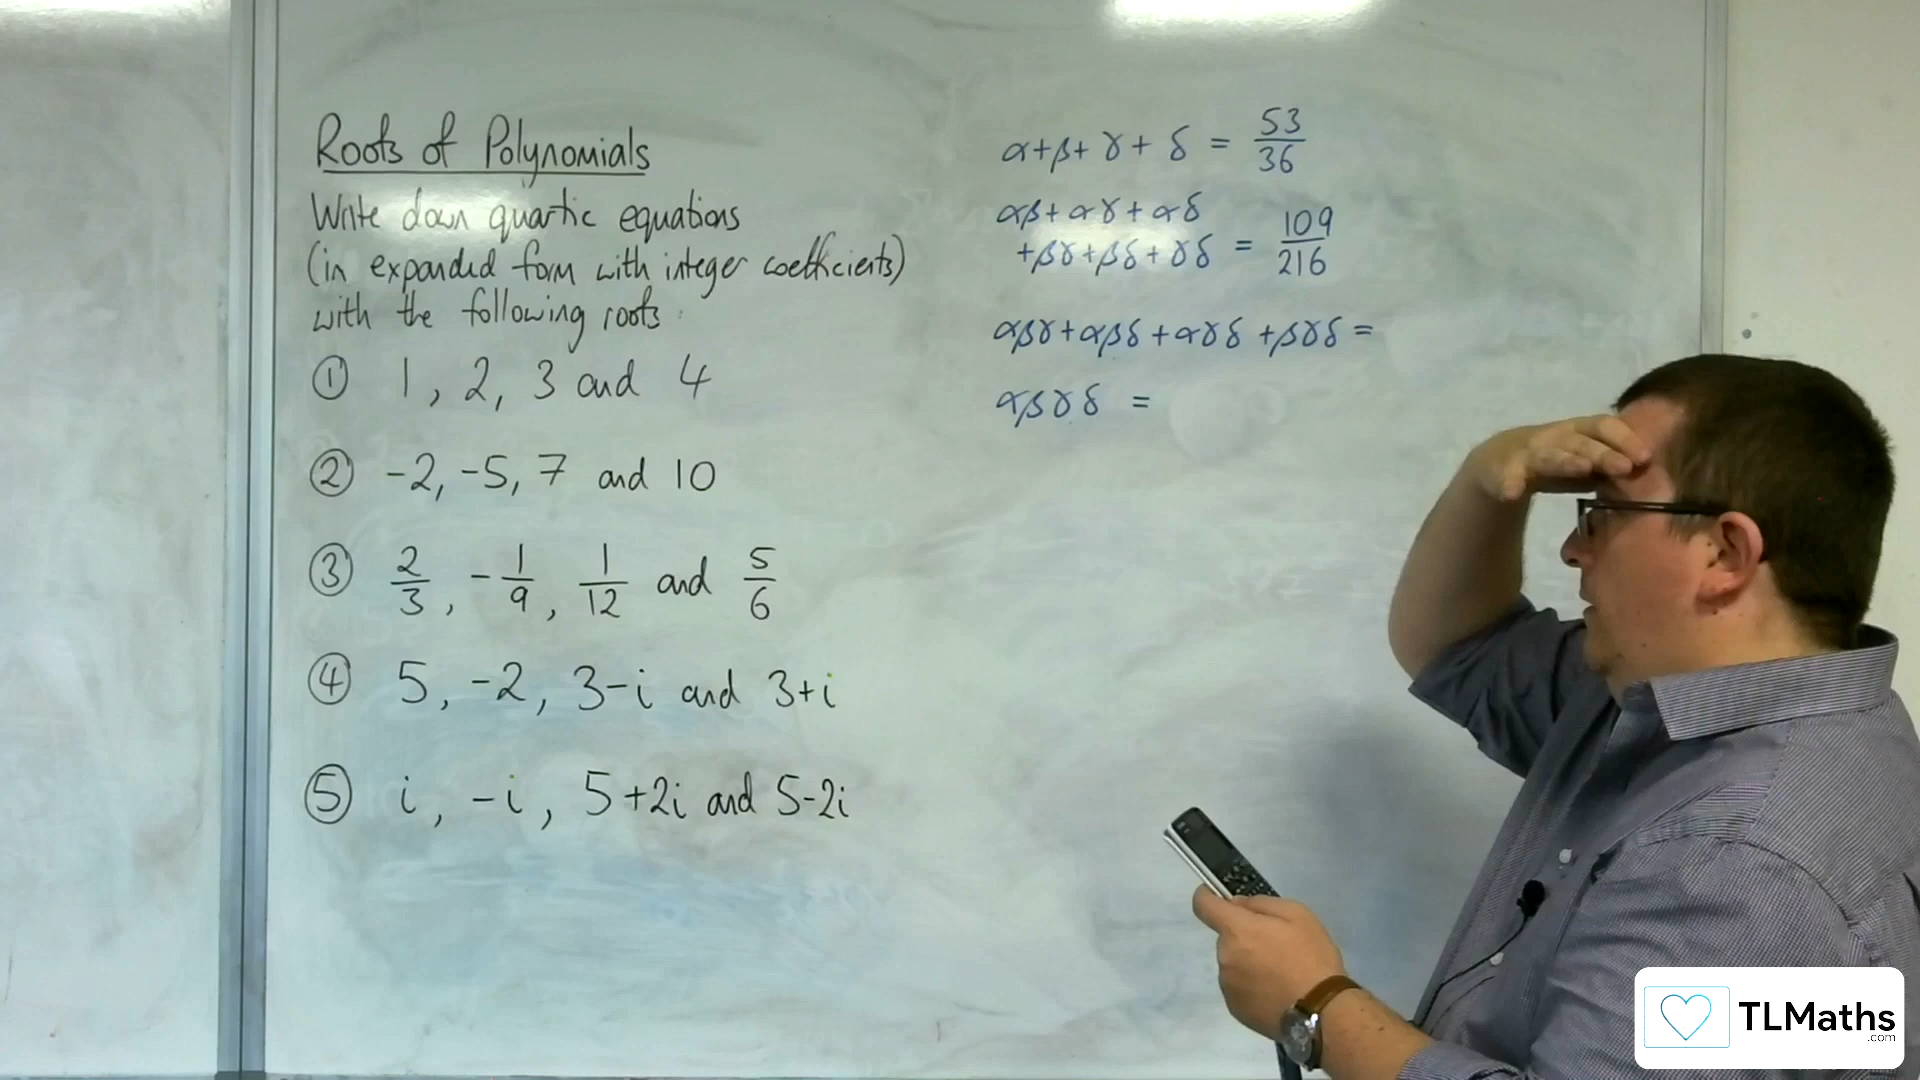 Roots of Polynomials
Write down quartic equations
(in expanded form with integer coefficients)
with the following roots:
① 1, 2, 3 and 4
② -2, -5, 7 and 10
③ 2/3, -1/9, 1/12 and 5/6
④ 5, -2, 3-i and 3+i
⑤ i, -i, 5+2i and 5-2i
α+β+γ+δ = 53/36
αβ+αγ+αδ
+βγ+βδ+γδ = 109/216
αβγ+αβδ+αγδ+βγδ =
αβγδ =
TLMaths
.com